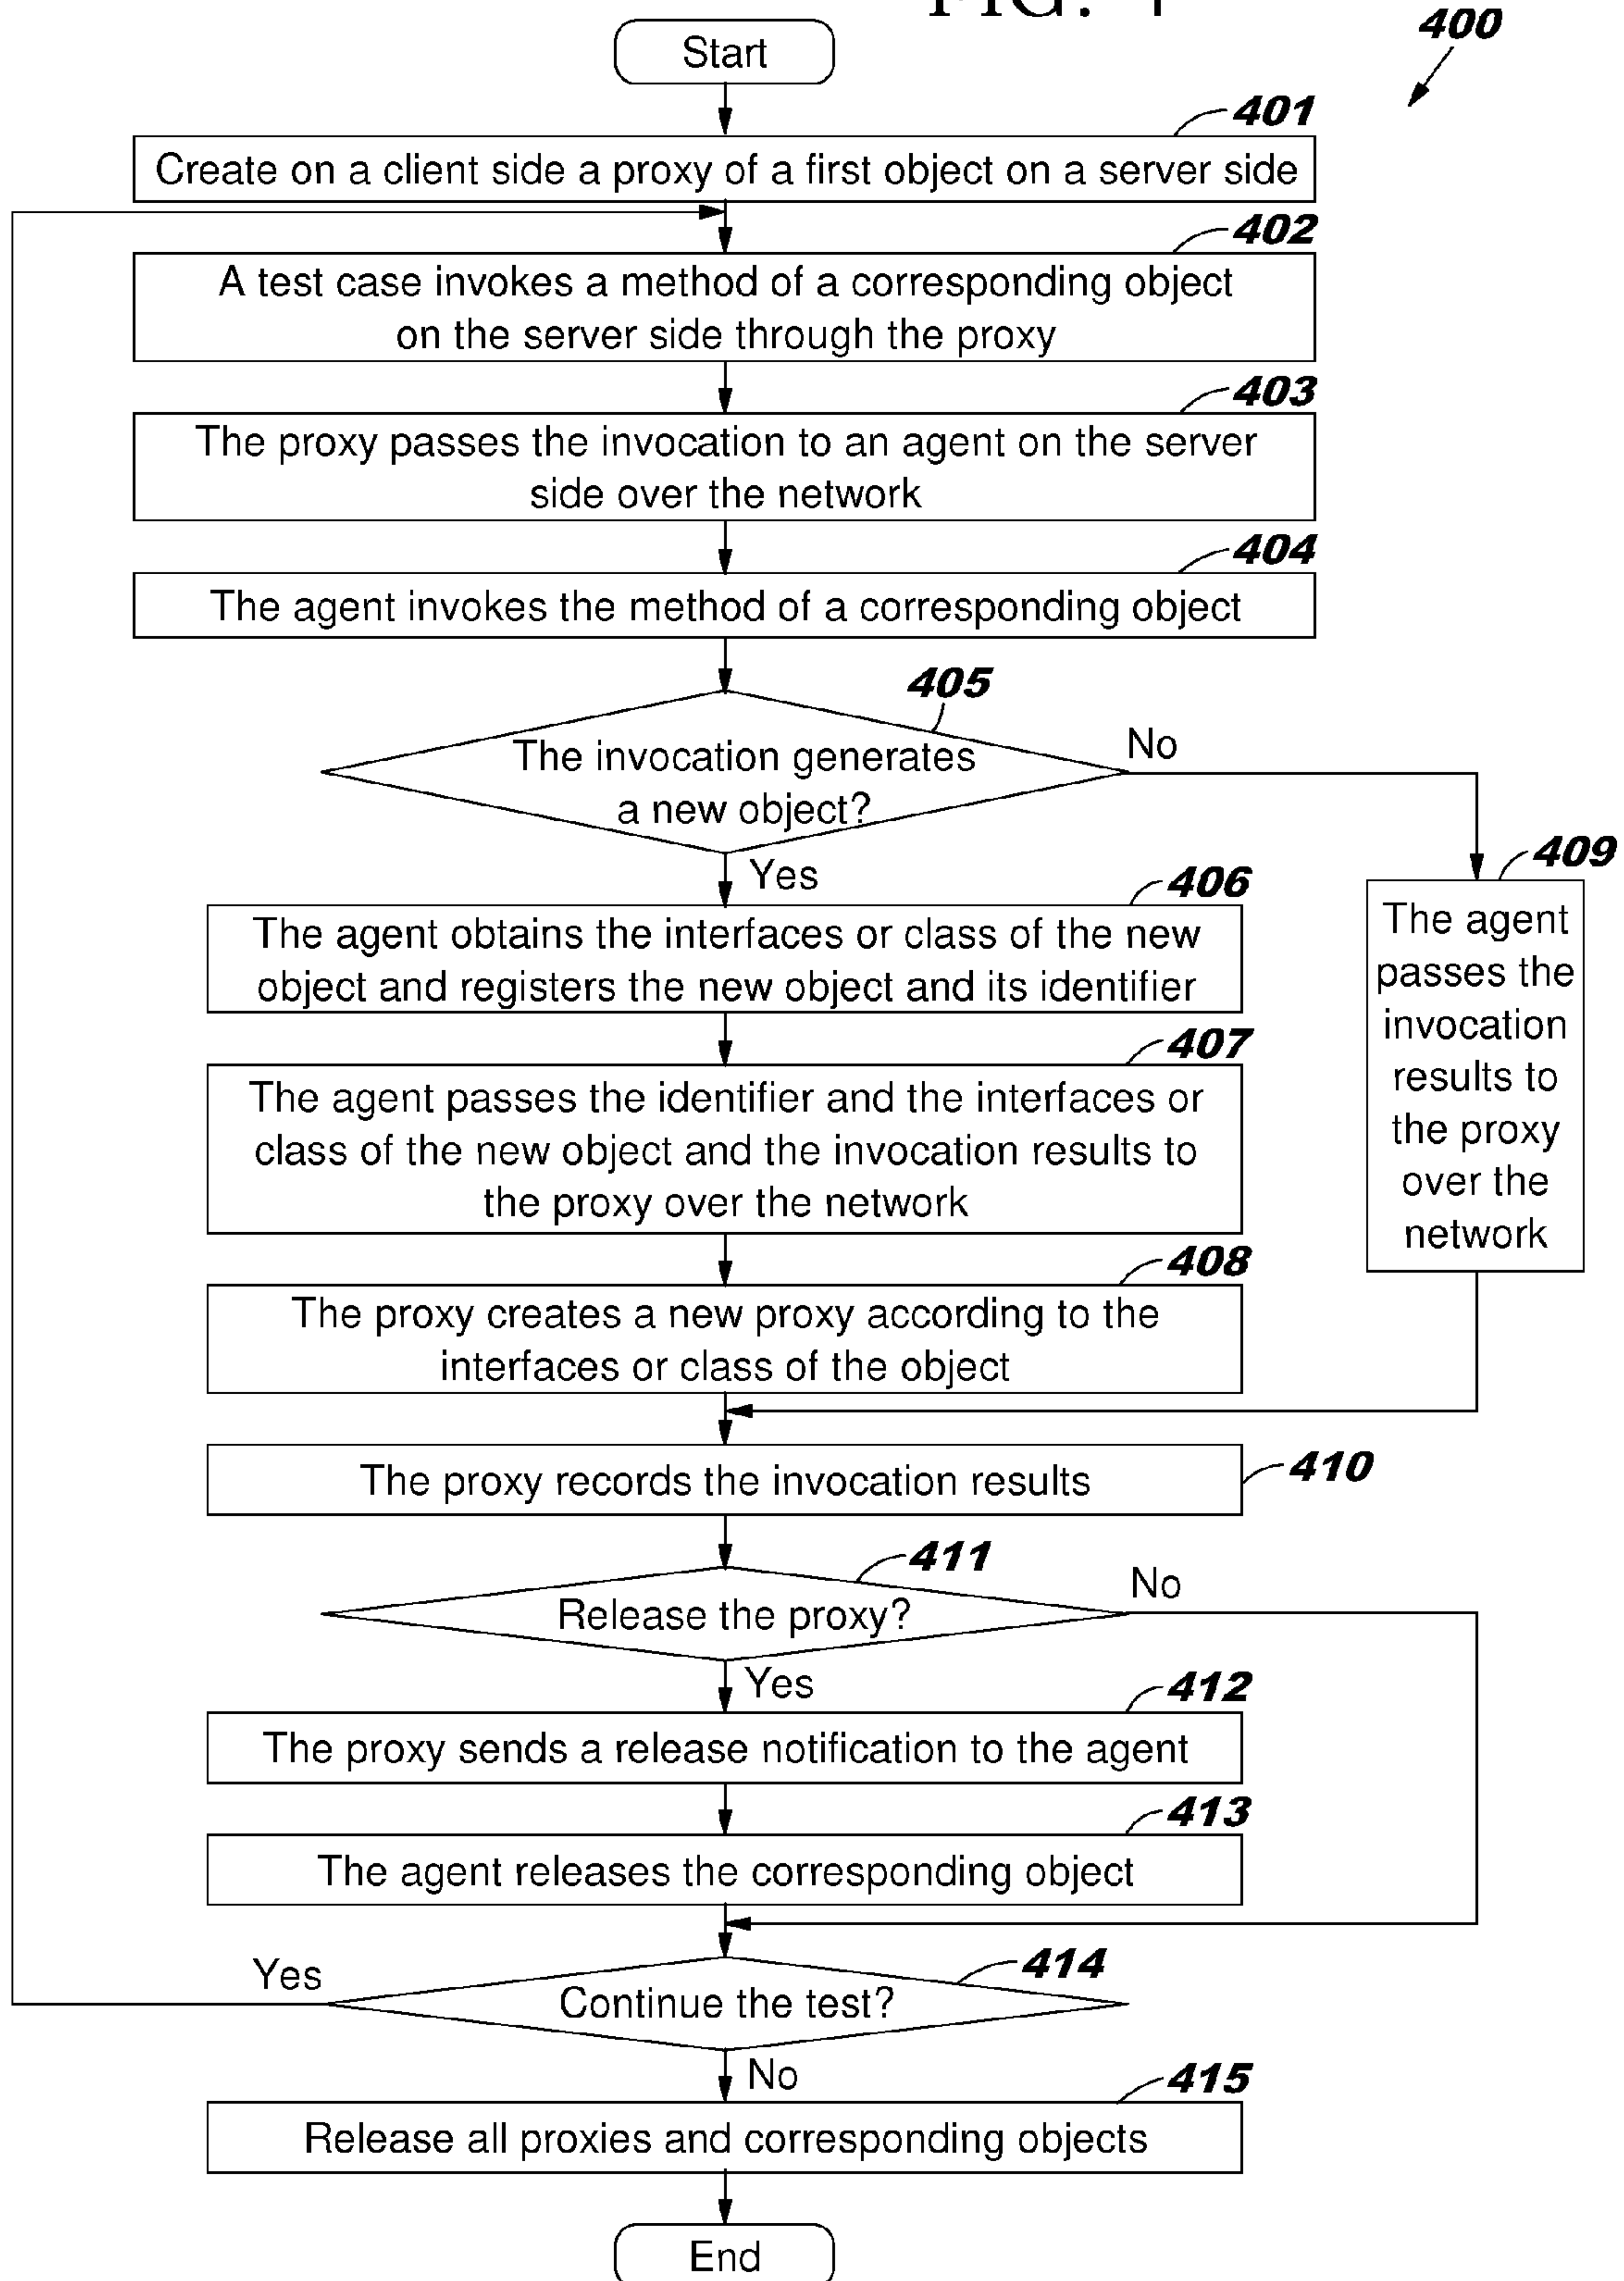 FIG. 4
400
Start
401
Create on a client side a proxy of a first object on a server side
402
A test case invokes a method of a corresponding object
on the server side through the proxy
403
The proxy passes the invocation to an agent on the server
side over the network
404
The agent invokes the method of a corresponding object
405
The invocation generates
a new object?
No
Yes
409
The agent
passes the
invocation
results to
the proxy
over the
network
406
The agent obtains the interfaces or class of the new
object and registers the new object and its identifier
407
The agent passes the identifier and the interfaces or
class of the new object and the invocation results to
the proxy over the network
408
The proxy creates a new proxy according to the
interfaces or class of the object
The proxy records the invocation results
410
411
Release the proxy?
No
Yes
412
The proxy sends a release notification to the agent
413
The agent releases the corresponding object
414
Yes
Continue the test?
No
415
Release all proxies and corresponding objects
End